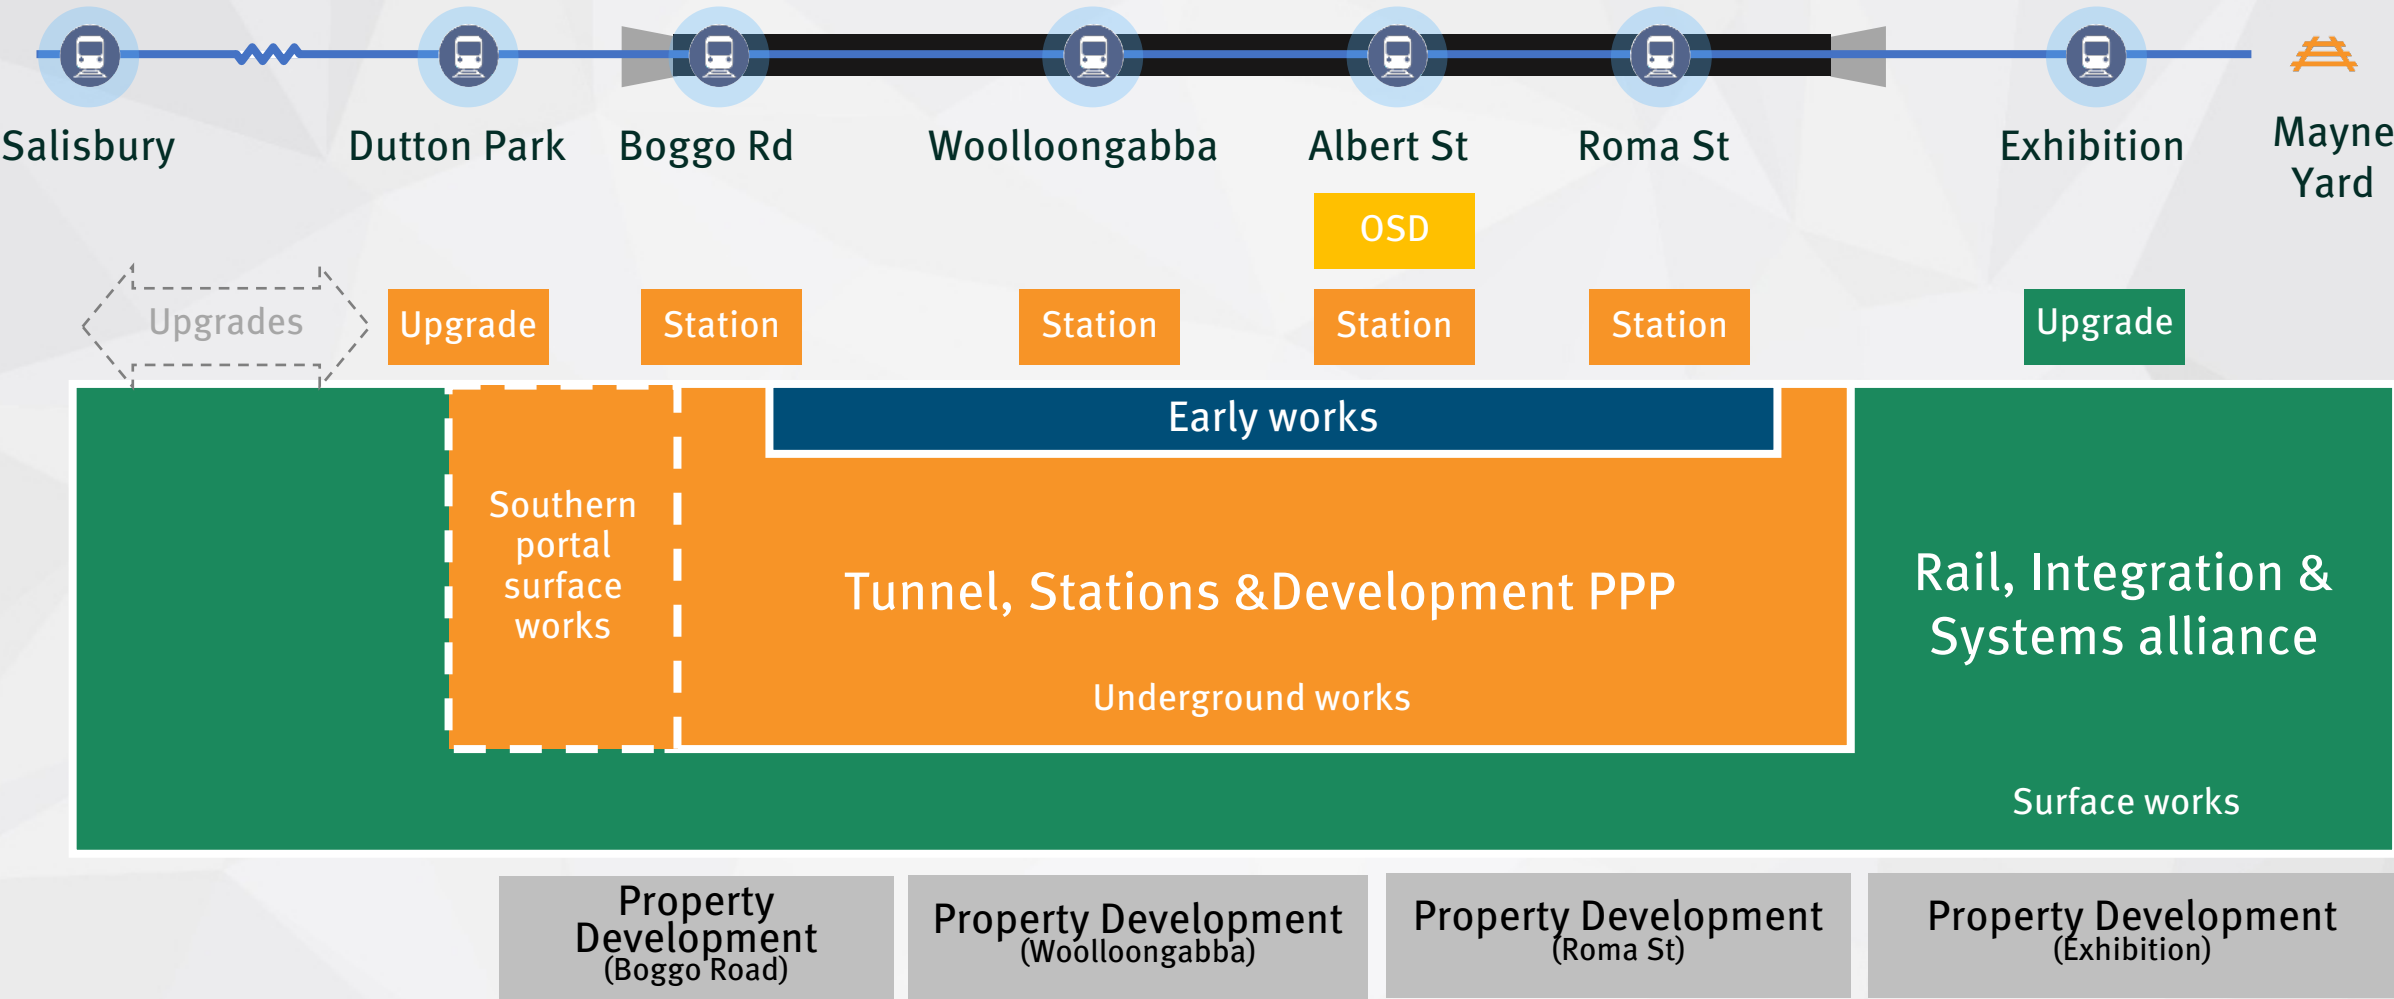 Salisbury
Dutton Park
Boggo Rd
Woolloongabba
Albert St
Roma St
Exhibition
Mayne
Yard
OSD
Upgrades
Upgrade
Station
Station
Station
Station
Upgrade
Early works
Southern
portal
surface
works
Tunnel, Stations &Development PPP
Underground works
Rail, Integration &
Systems alliance
Surface works
Property
Development
(Boggo Road)
Property Development
(Woolloongabba)
Property Development
(Roma St)
Property Development
(Exhibition)